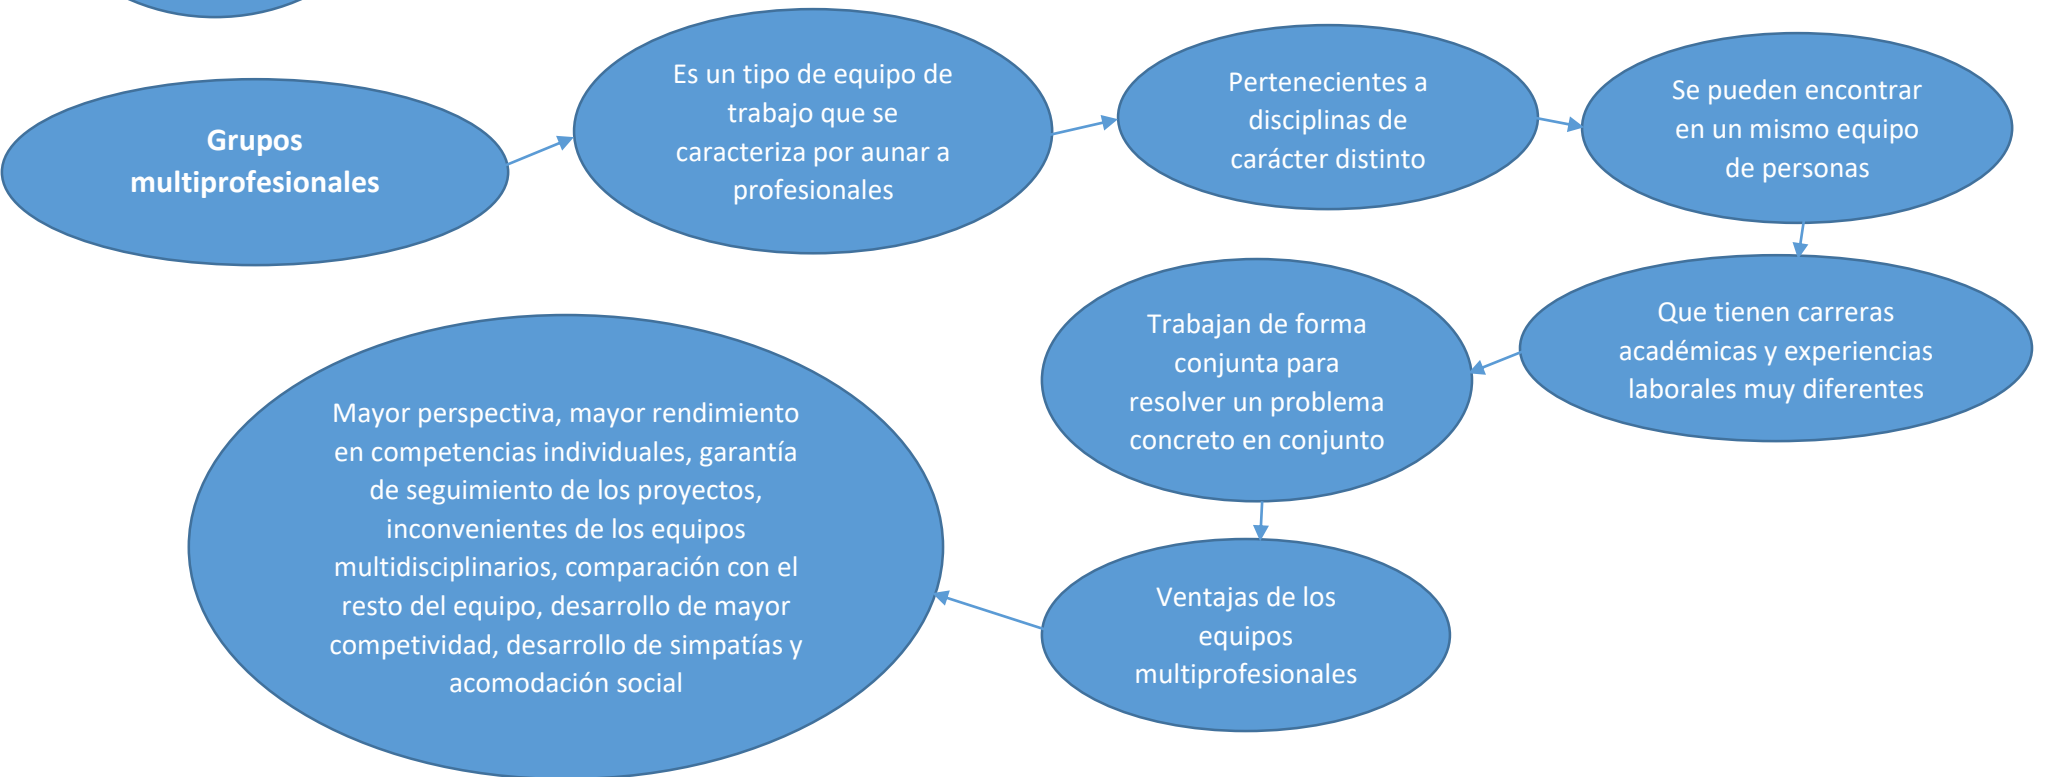 Grupos
multiprofesionales
Es un tipo de equipo de
trabajo que se
caracteriza por aunar a
profesionales
Pertenecientes a
disciplinas de
carácter distinto
Se pueden encontrar
en un mismo equipo
de personas
Que tienen carreras
académicas y experiencias
laborales muy diferentes
Trabajan de forma
conjunta para
resolver un problema
concreto en conjunto
Ventajas de los
equipos
multiprofesionales
Mayor perspectiva, mayor rendimiento
en competencias individuales, garantía
de seguimiento de los proyectos,
inconvenientes de los equipos
multidisciplinarios, comparación con el
resto del equipo, desarrollo de mayor
competividad, desarrollo de simpatías y
acomodación social